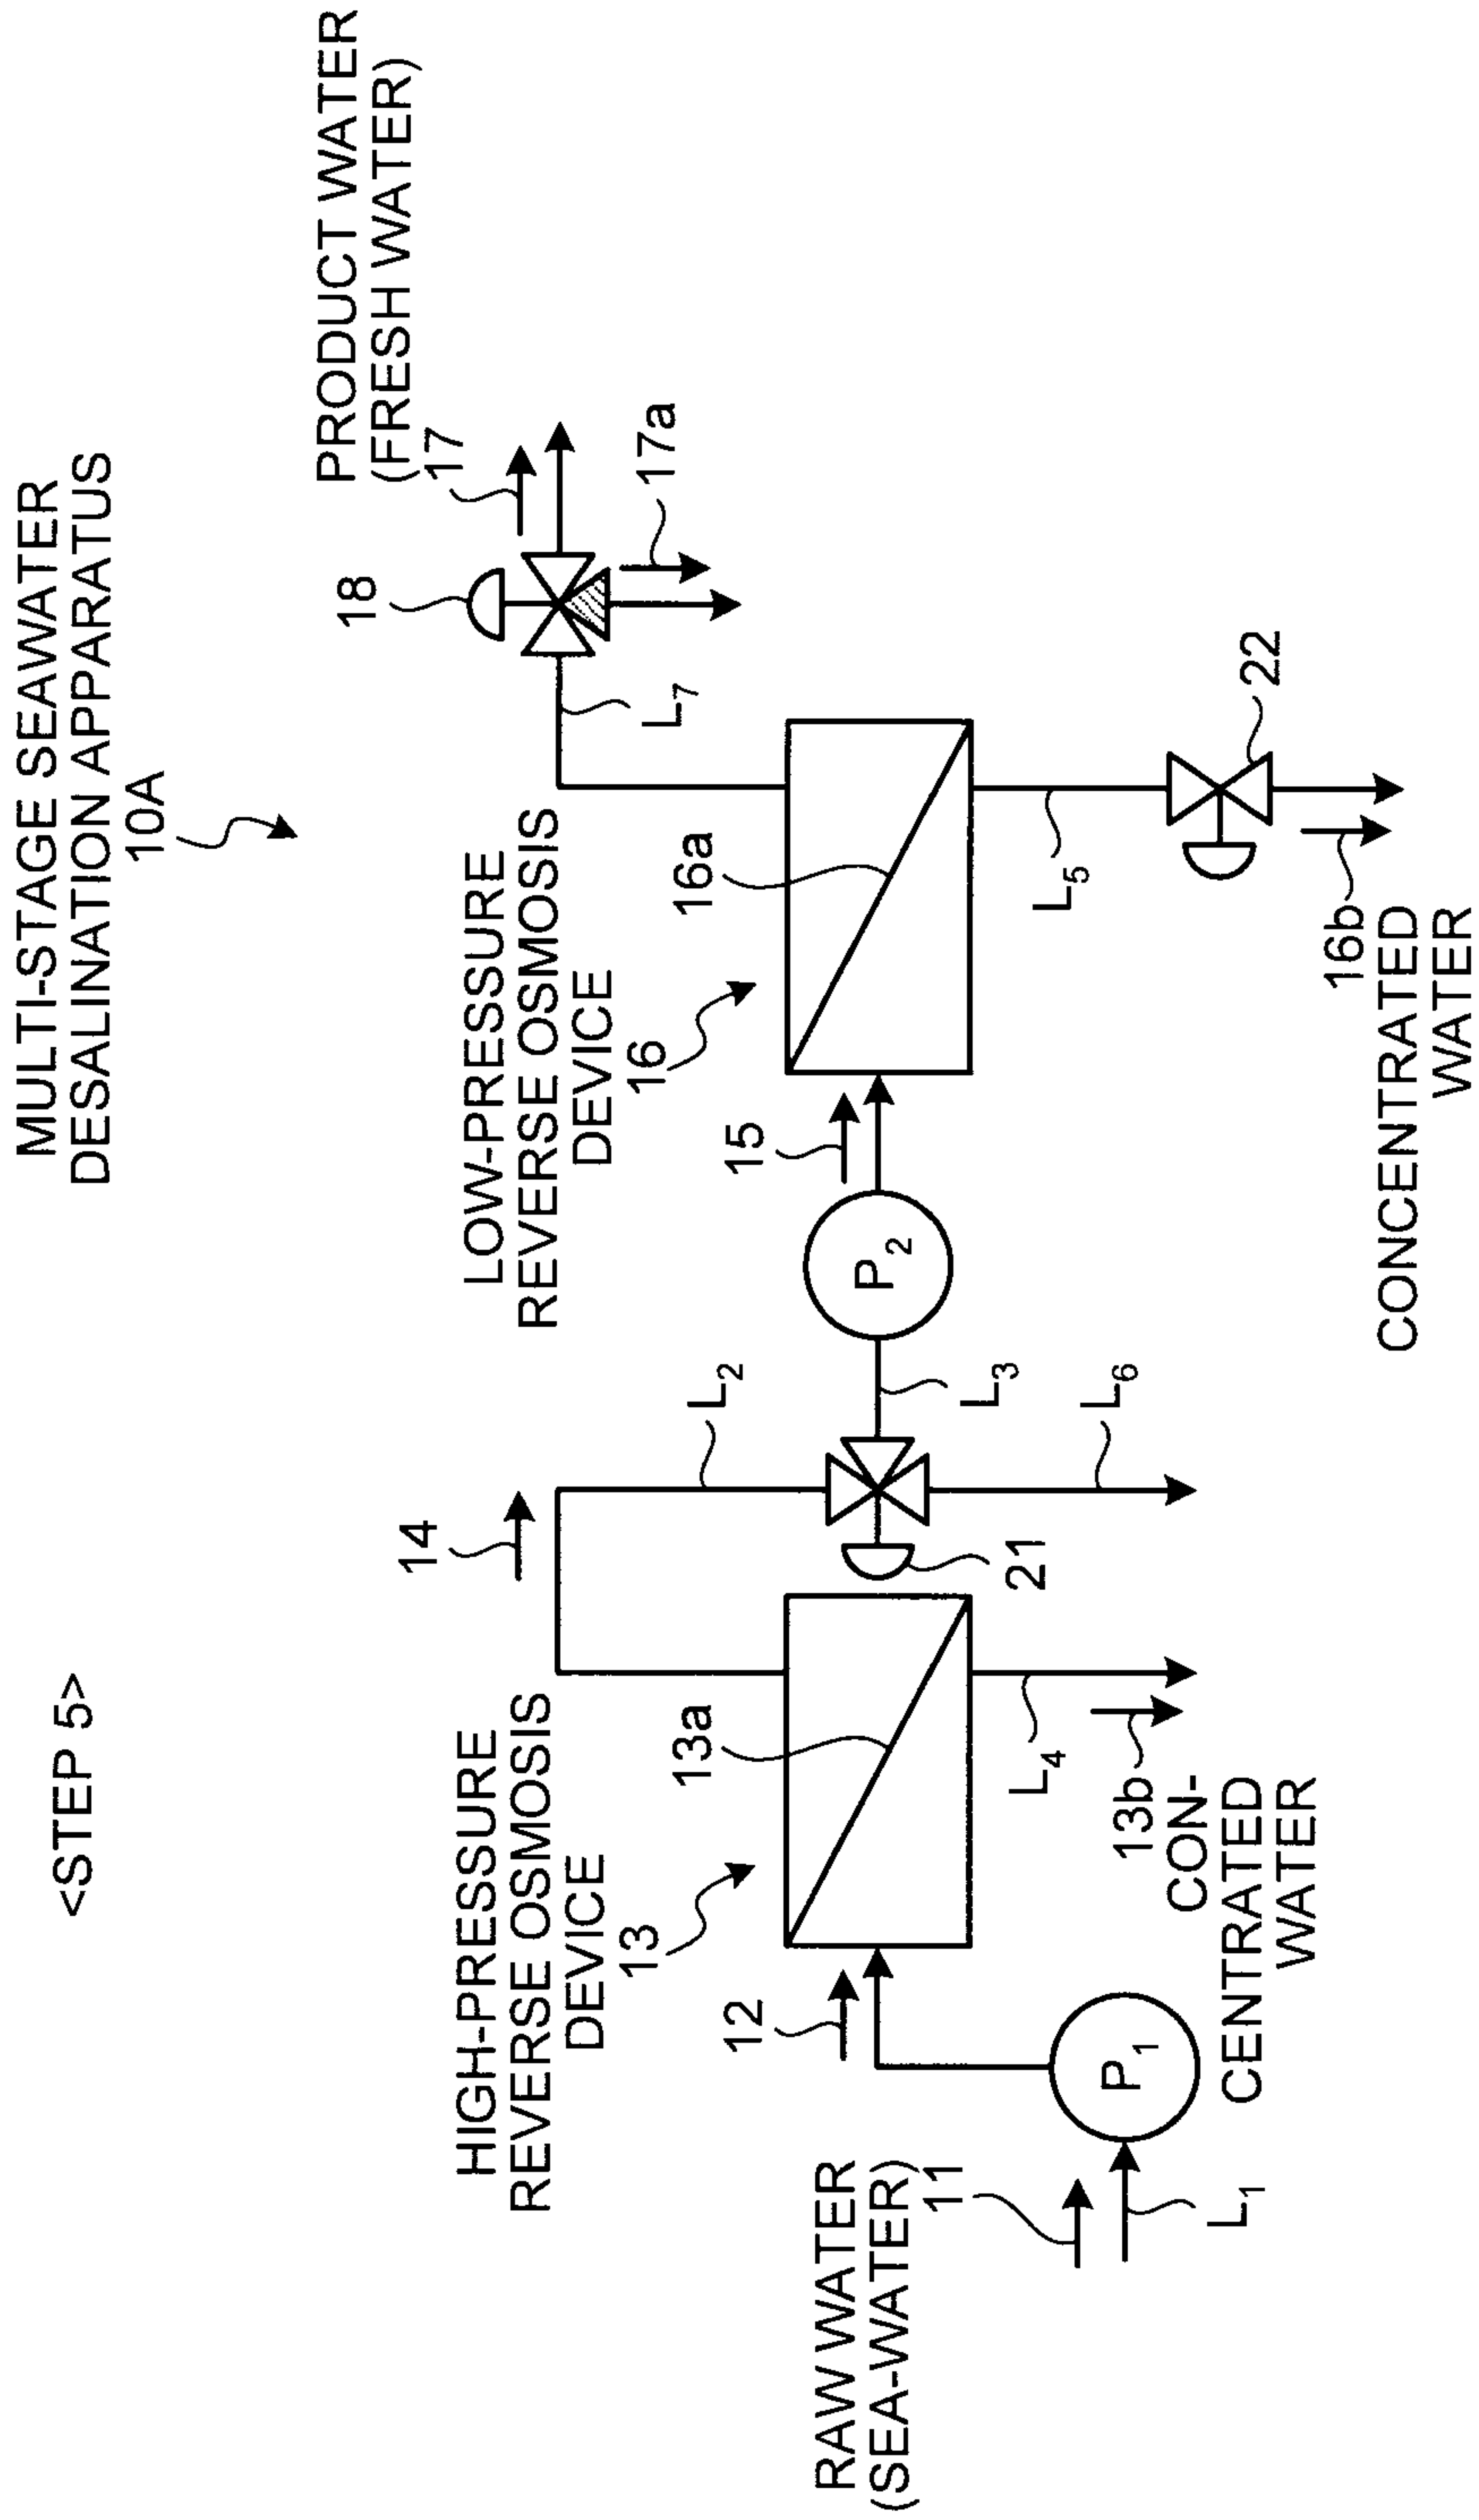 <STEP 5>
MULTI-STAGE SEAWATER
DESALINATION APPARATUS
10A
PRODUCT WATER
(FRESH WATER)
17
18
17a
L7
HIGH-PRESSURE
REVERSE OSMOSIS
DEVICE
13
13a
14
L2
LOW-PRESSURE
REVERSE OSMOSIS
DEVICE
16
16a
12
15
P2
L3
21
L6
L5
22
16b
CONCENTRATED
WATER
RAW WATER
(SEA-WATER)
11
L1
P1
L4
13b
CON-
CENTRATED
WATER